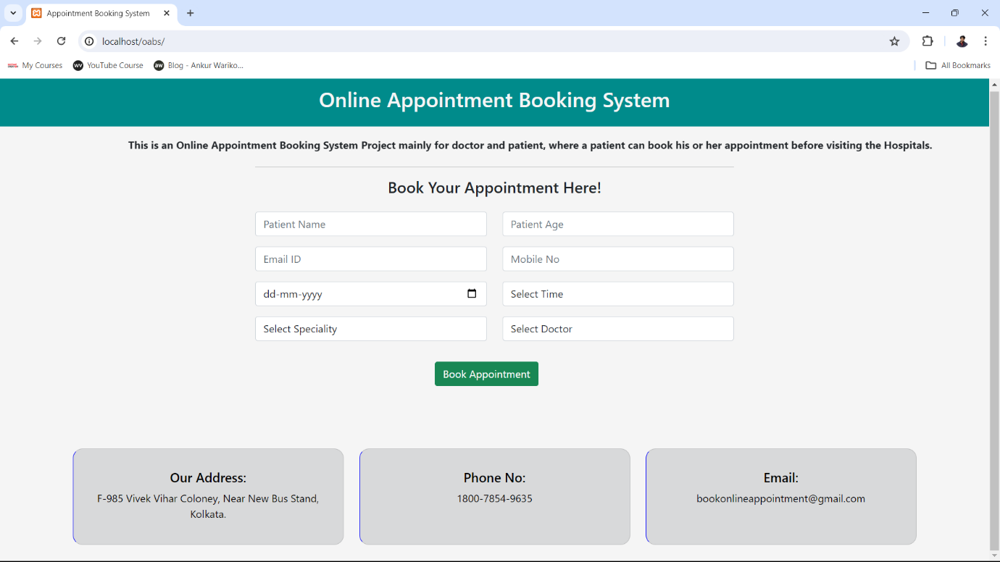 Appointment Booking System
localhost/oabs/
My Courses
YouTube Course
Blog - Ankur Wariko...
All Bookmarks
Online Appointment Booking System
This is an Online Appointment Booking System Project mainly for doctor and patient, where a patient can book his or her appointment before visiting the Hospitals.
Book Your Appointment Here!
Patient Name
Patient Age
Email ID
Mobile No
dd-mm-yyyy
Select Time
Select Speciality
Select Doctor
Book Appointment
Our Address:
F-985 Vivek Vihar Coloney, Near New Bus Stand,
Kolkata.
Phone No:
1800-7854-9635
Email:
bookonlineappointment@gmail.com